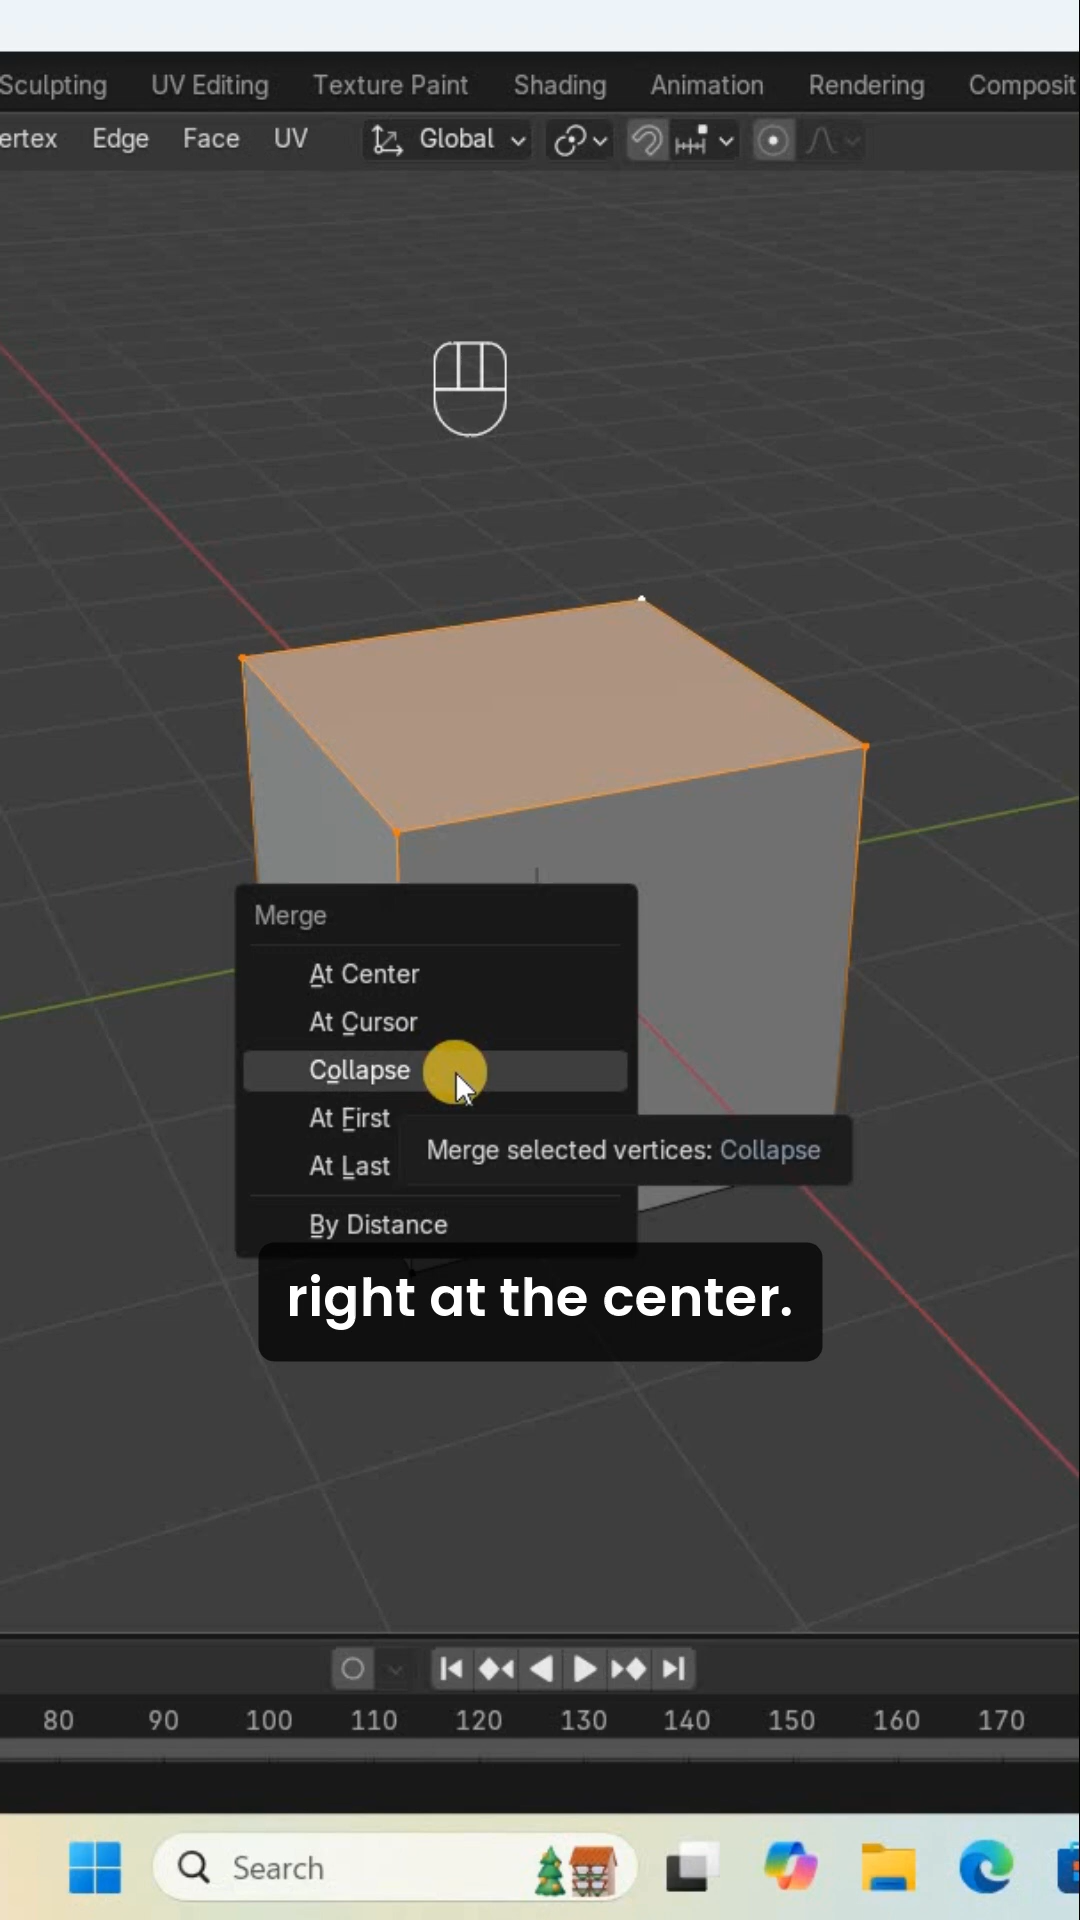 Sculpting UV Editing Texture Paint Shading Animation Rendering Composit
ertex Edge Face UV Global
Merge
At Center
At Cursor
Collapse
At First
Merge selected vertices: Collapse
At Last
By Distance
right at the center.
80 90 100 110 120 130 140 150 160 170
Search